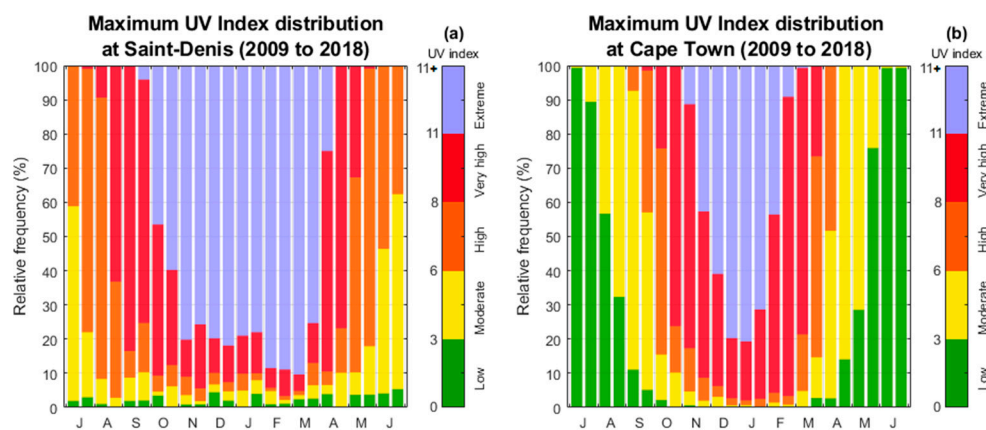 Maximum UV Index distribution
at Saint-Denis (2009 to 2018)
(a)
UV index
11+
11
8
6
3
0
Extreme
Very high
High
Moderate
Low
Relative frequency (%)
100
90
80
70
60
50
40
30
20
10
0
J A S O N D J F M A M J
Maximum UV Index distribution
at Cape Town (2009 to 2018)
(b)
UV index
11+
11
8
6
3
0
Extreme
Very high
High
Moderate
Low
Relative frequency (%)
100
90
80
70
60
50
40
30
20
10
0
J A S O N D J F M A M J